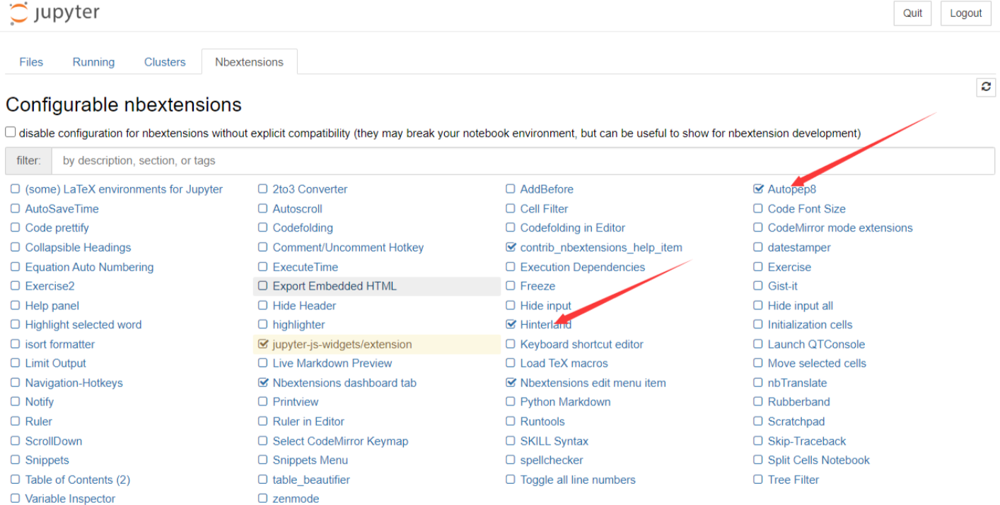 jupyter Quit Logout
Files Running Clusters Nbextensions
Configurable nbextensions
disable configuration for nbextensions without explicit compatibility (they may break your notebook environment, but can be useful to show for nbextension development)
filter: by description, section, or tags
(some) LaTeX environments for Jupyter 2to3 Converter AddBefore Autopep8
AutoSaveTime Autoscroll Cell Filter Code Font Size
Code prettify Codefolding Codefolding in Editor CodeMirror mode extensions
Collapsible Headings Comment/Uncomment Hotkey contrib_nbextensions_help_item datestamper
Equation Auto Numbering ExecuteTime Execution Dependencies Exercise
Exercise2 Export Embedded HTML Freeze Gist-it
Help panel Hide Header Hide input Hide input all
Highlight selected word highlighter Hinterland Initialization cells
isort formatter jupyter-js-widgets/extension Keyboard shortcut editor Launch QTConsole
Limit Output Live Markdown Preview Load TeX macros Move selected cells
Navigation-Hotkeys Nbextensions dashboard tab Nbextensions edit menu item nbTranslate
Notify Printview Python Markdown Rubberband
Ruler Ruler in Editor Runtools Scratchpad
ScrollDown Select CodeMirror Keymap SKILL Syntax Skip-Traceback
Snippets Snippets Menu spellchecker Split Cells Notebook
Table of Contents (2) table_beautifier Toggle all line numbers Tree Filter
Variable Inspector zenmode